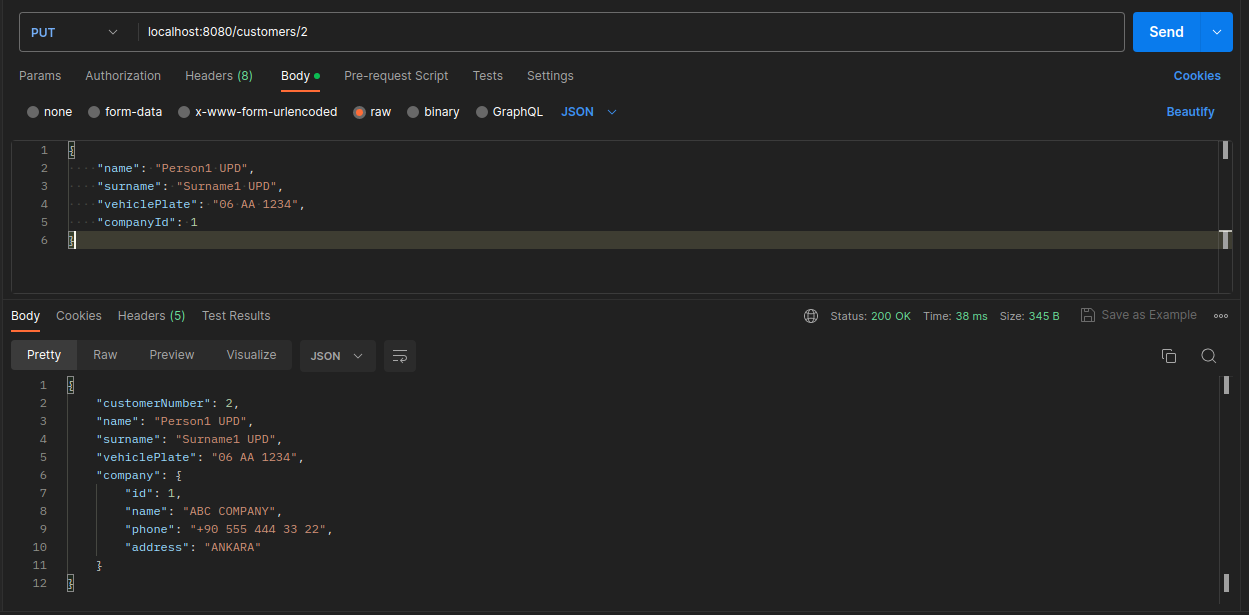 PUT localhost:8080/customers/2 Send
Params Authorization Headers (8) Body Pre-request Script Tests Settings Cookies
none form-data x-www-form-urlencoded raw binary GraphQL JSON Beautify
1 {
2 "name": "Person1 UPD",
3 "surname": "Surname1 UPD",
4 "vehiclePlate": "06 AA 1234",
5 "companyId": 1
6 }
Body Cookies Headers (5) Test Results Status: 200 OK Time: 38 ms Size: 345 B Save as Example
Pretty Raw Preview Visualize JSON
1 {
2 "customerNumber": 2,
3 "name": "Person1 UPD",
4 "surname": "Surname1 UPD",
5 "vehiclePlate": "06 AA 1234",
6 "company": {
7 "id": 1,
8 "name": "ABC COMPANY",
9 "phone": "+90 555 444 33 22",
10 "address": "ANKARA"
11 }
12 }